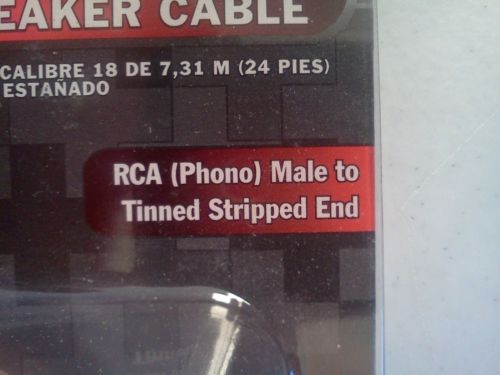 EAKER CABLE
CALIBRE 18 DE 7,31 M (24 PIES)
ESTAÑADO
RCA (Phono) Male to
Tinned Stripped End